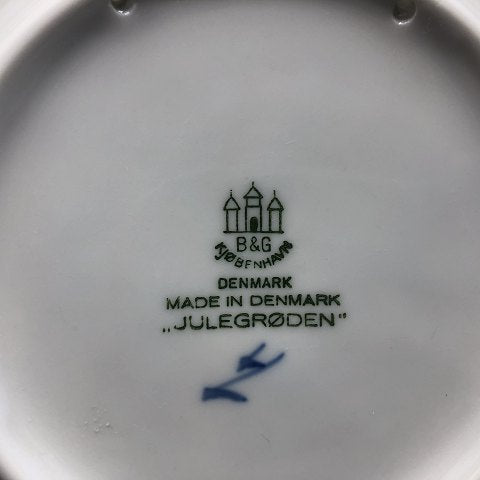 B&G
KJØBENHAVN
DENMARK
MADE IN DENMARK
„JULEGRØDEN"